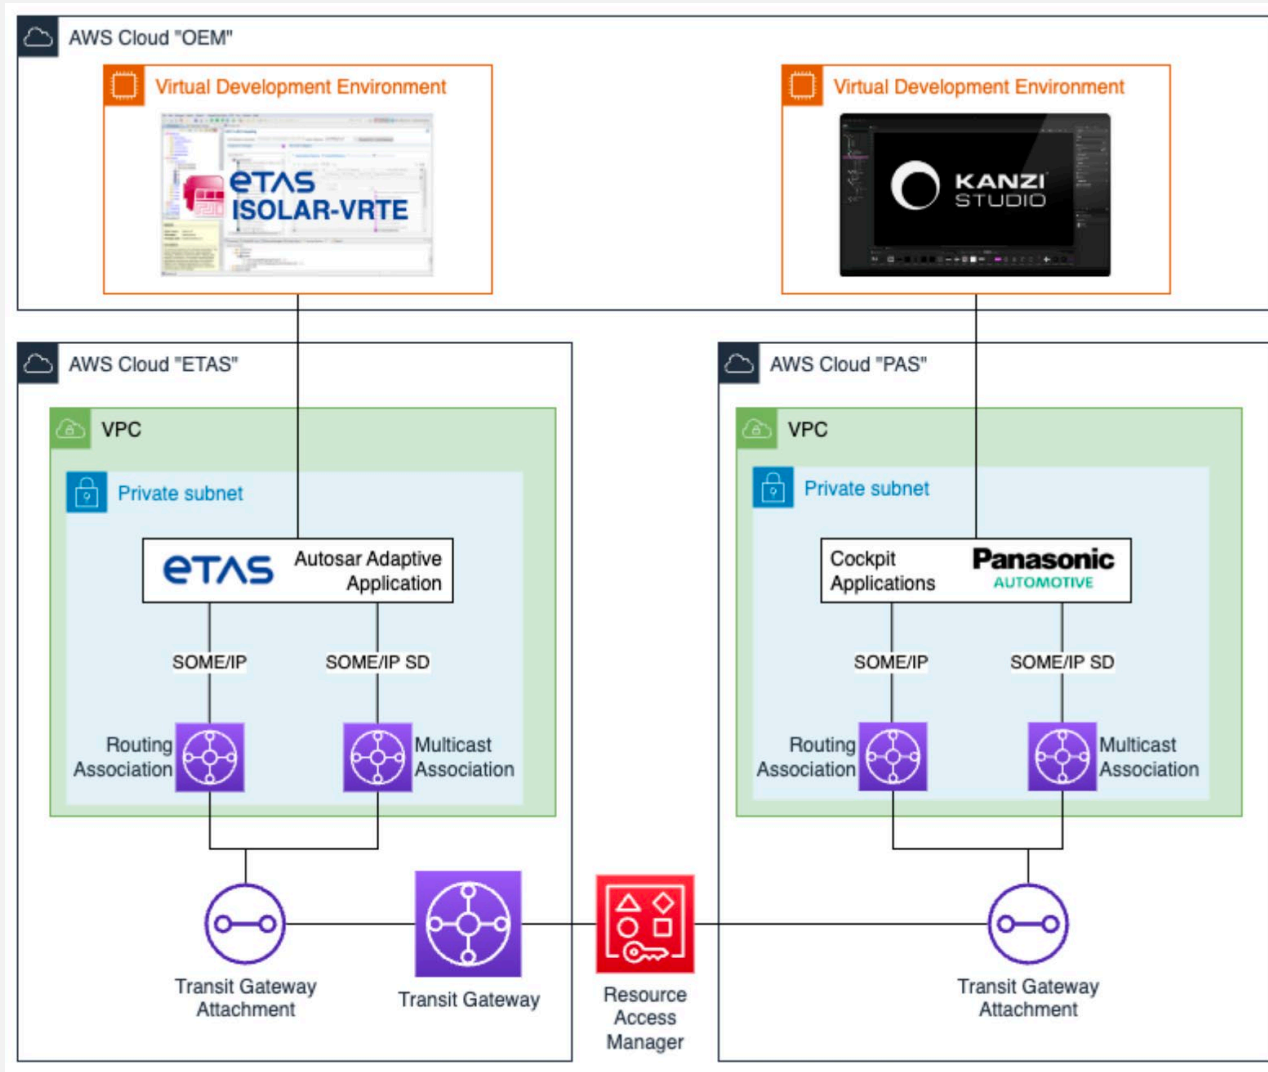 AWS Cloud "OEM"
Virtual Development Environment
eTAS
ISOLAR-VRTE
Virtual Development Environment
KANZI
STUDIO
AWS Cloud "ETAS"
VPC
Private subnet
eTAS
Autosar Adaptive
Application
SOME/IP
SOME/IP SD
Routing
Association
Multicast
Association
Transit Gateway
Attachment
Transit Gateway
Resource
Access
Manager
AWS Cloud "PAS"
VPC
Private subnet
Cockpit
Applications
Panasonic
AUTOMOTIVE
SOME/IP
SOME/IP SD
Routing
Association
Multicast
Association
Transit Gateway
Attachment